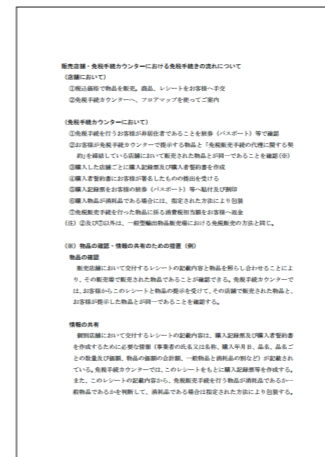 販売店舗・免税手続カウンターにおける免税手続きの流れについて
(店舗において)
①税込価格で物品を販売。商品、レシートをお客様へ手交
②免税手続カウンターへ、フロアマップを使ってご案内
(免税手続カウンターにおいて)
①免税手続を行うお客様が非居住者であることを旅券(パスポート)等で確認
②お客様が免税手続カウンターで提示する物品と「免税販売手続の代理に関する契
約」を締結している店舗において販売された物品とが同一であることを確認(※)
③購入した店舗ごとに購入記録票及び購入者誓約書を作成
④購入者誓約書にお客様が署名したものの提出を受ける
⑤購入記録票をお客様の旅券(パスポート)等へ貼付及び割印
⑥購入物品が消耗品である場合には、指定された方法により包装
⑦免税販売手続を行った物品に係る消費税相当額をお客様へ返金
(注)②及び⑦以外は、一般型輸出物品販売場における免税販売の方法と同じ。
(※)物品の確認・情報の共有のための措置(例)
物品の確認
販売店舗において交付するレシートの記載内容と物品を照らし合わせることによ
り、その販売場で販売された物品であることが確認できる。免税手続カウンターで
は、お客様からこのレシートと物品の提示を受けて、その店舗で販売された物品と、
お客様が提示した物品とが同一であることを確認する。
情報の共有
個別店舗において交付するレシートの記載内容は、購入記録票及び購入者誓約書
を作成するために必要な情報(事業者の氏名又は名称、購入年月日、品名、品名ご
との数量及び価額、物品の価額の合計額、一般物品と消耗品の別など)が記載され
ている。免税手続カウンターでは、このレシートをもとに購入記録票等を作成する。
また、このレシートの記載内容から、免税販売手続を行う物品が消耗品であるか一
般物品であるかを判断して、消耗品である場合は指定された方法により包装する。